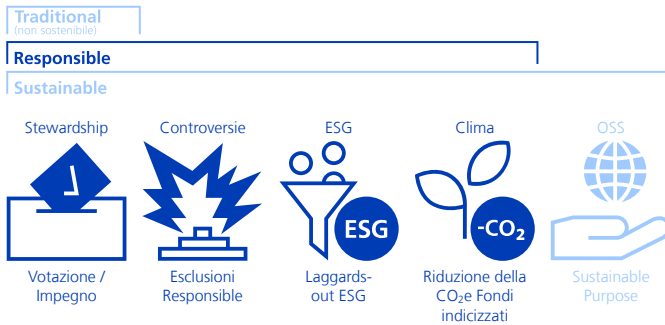 Traditional
(non sostenibile)
Responsible
Sustainable
Stewardship
Controversie
ESG
Clima
OSS
ESG
-CO₂
Votazione /
Impegno
Esclusioni
Responsible
Laggards-
out ESG
Riduzione della
CO₂e Fondi
indicizzati
Sustainable
Purpose